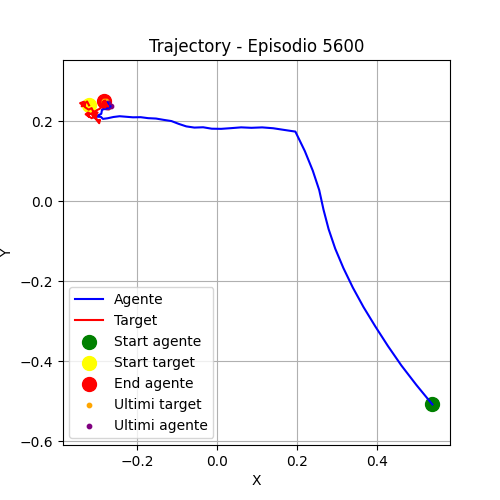 Trajectory - Episodio 5600
0.2
0.0
−0.2
−0.4
−0.6
Y
Agente
Target
Start agente
Start target
End agente
Ultimi target
Ultimi agente
−0.2
0.0
0.2
0.4
X